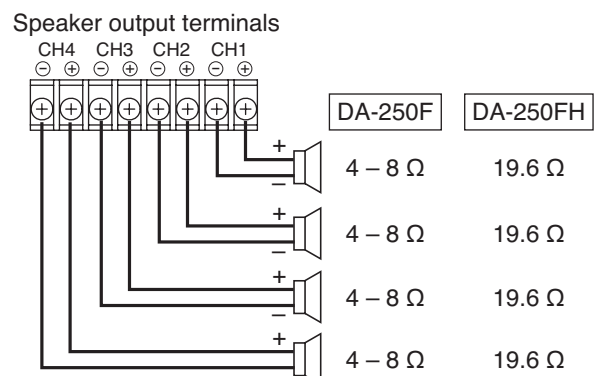 Speaker output terminals
CH4 CH3 CH2 CH1
⊖ ⊕ ⊖ ⊕ ⊖ ⊕ ⊖ ⊕
DA-250F DA-250FH
+
4 – 8 Ω 19.6 Ω
–
+
4 – 8 Ω 19.6 Ω
–
+
4 – 8 Ω 19.6 Ω
–
+
4 – 8 Ω 19.6 Ω
–